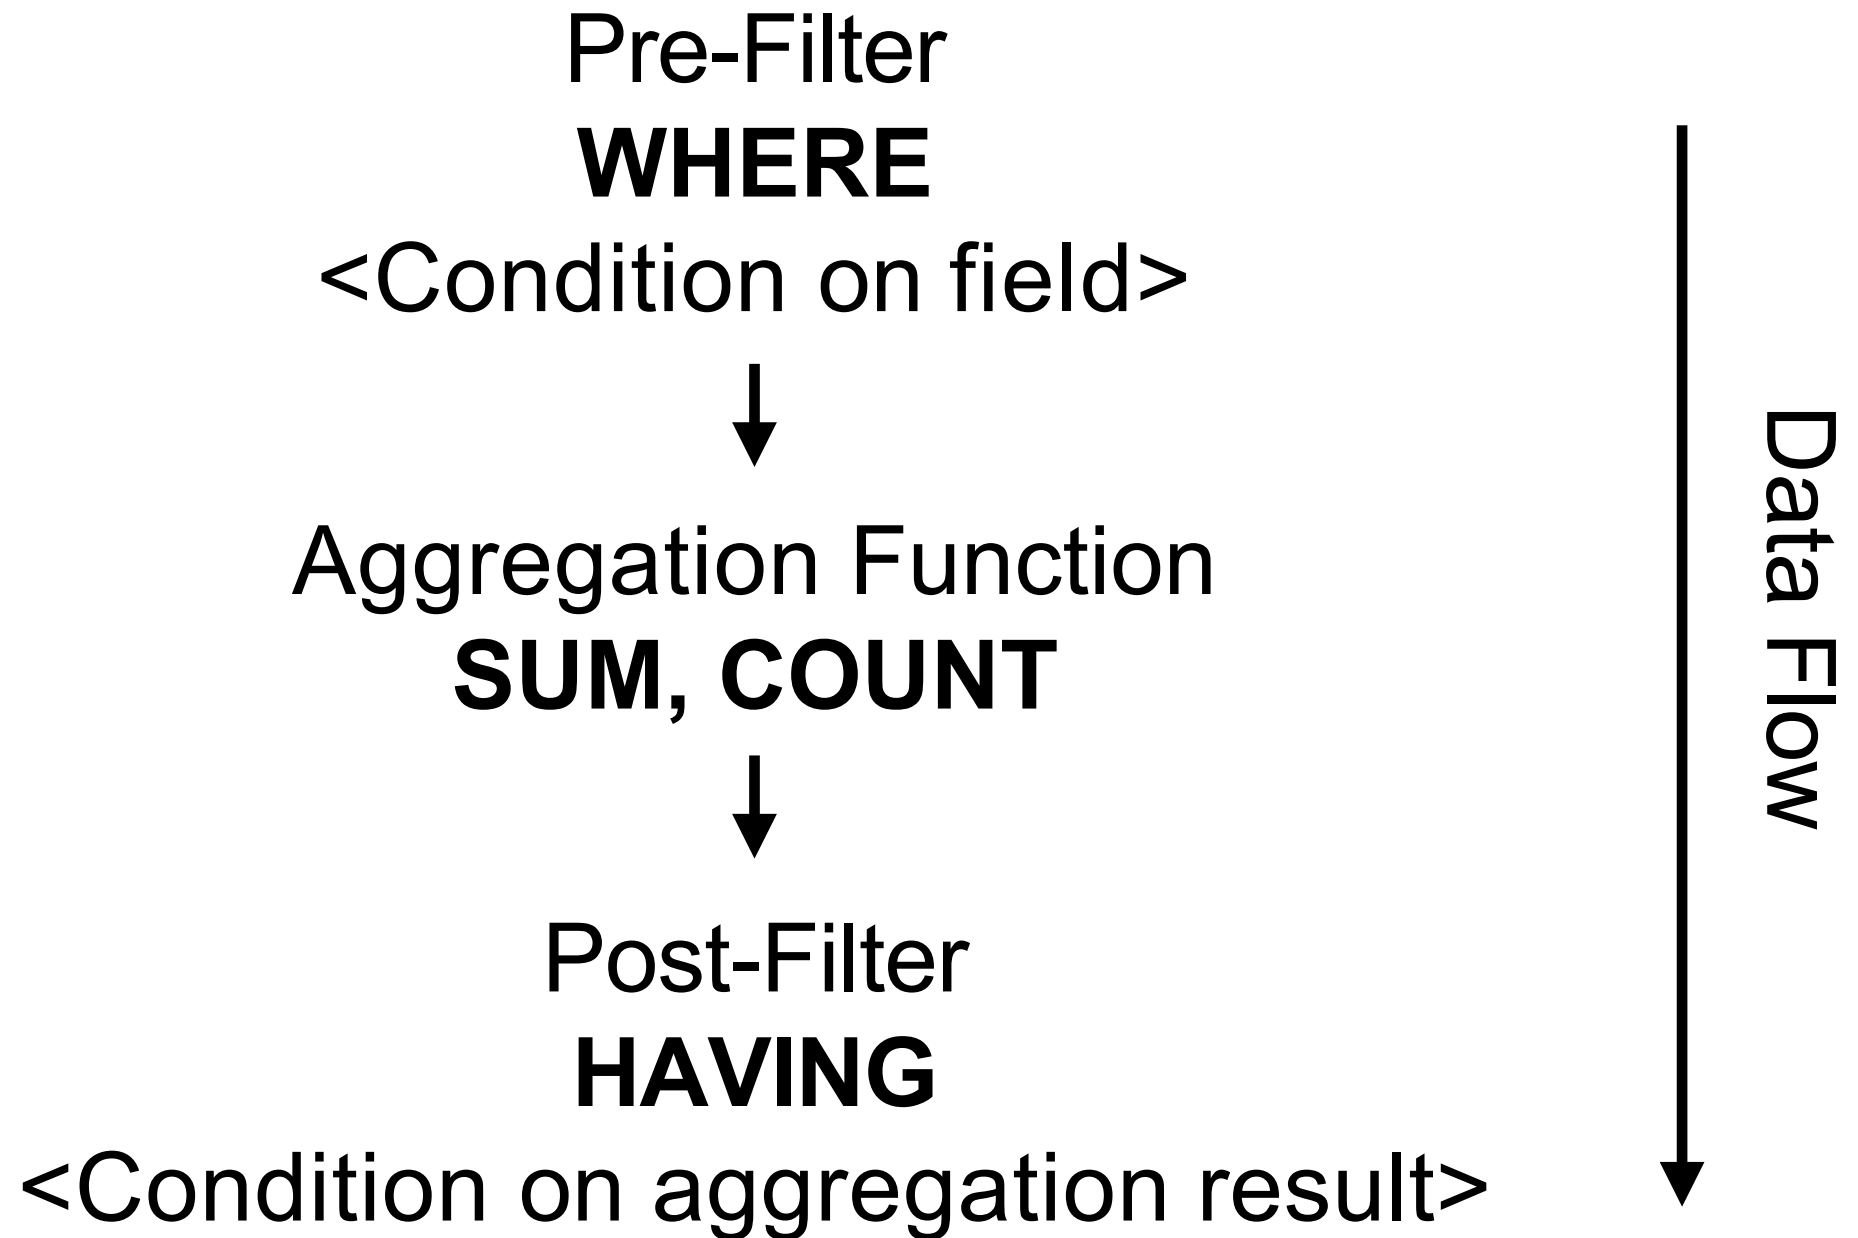 Pre-Filter
WHERE
<Condition on field>
Aggregation Function
SUM, COUNT
Post-Filter
HAVING
<Condition on aggregation result>
Data Flow